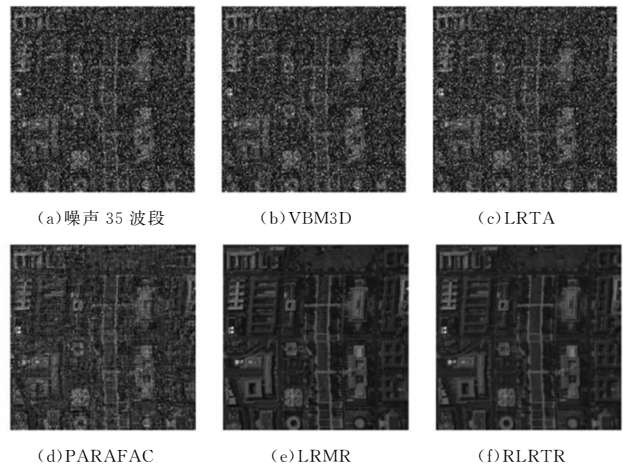 (a)噪声 35 波段
(b)VBM3D
(c)LRTA
(d)PARAFAC
(e)LRMR
(f)RLRTR